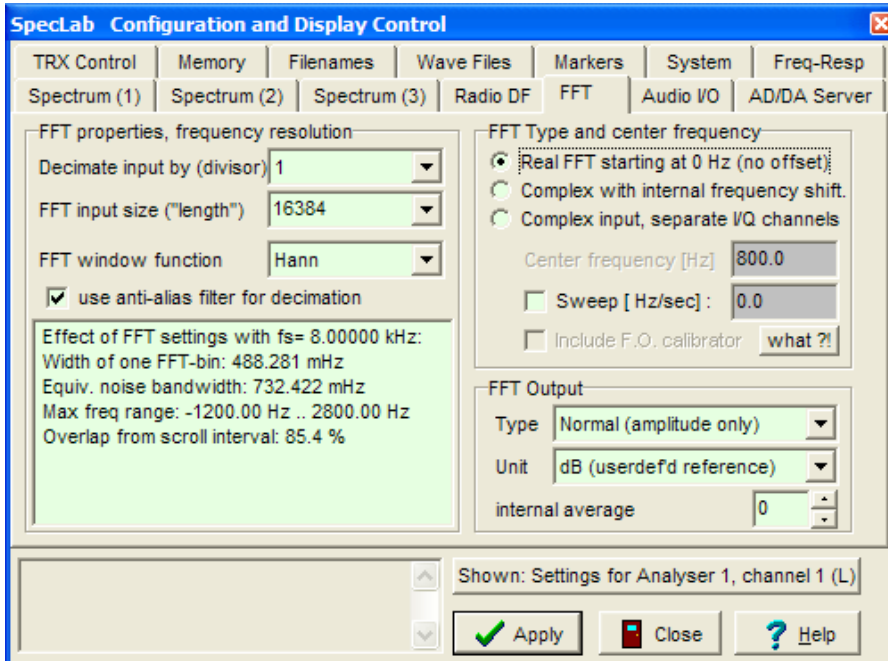 SpecLab Configuration and Display Control
TRX Control Memory Filenames Wave Files Markers System Freq-Resp
Spectrum (1) Spectrum (2) Spectrum (3) Radio DF FFT Audio I/O AD/DA Server
FFT properties, frequency resolution
Decimate input by (divisor) 1
FFT input size ("length") 16384
FFT window function Hann
use anti-alias filter for decimation
Effect of FFT settings with fs= 8.00000 kHz:
Width of one FFT-bin: 488.281 mHz
Equiv. noise bandwidth: 732.422 mHz
Max freq range: -1200.00 Hz .. 2800.00 Hz
Overlap from scroll interval: 85.4 %
FFT Type and center frequency
Real FFT starting at 0 Hz (no offset)
Complex with internal frequency shift.
Complex input, separate I/Q channels
Center frequency [Hz] 800.0
Sweep [ Hz/sec] : 0.0
Include F.O. calibrator what ?!
FFT Output
Type Normal (amplitude only)
Unit dB (userdef'd reference)
internal average 0
Shown: Settings for Analyser 1, channel 1 (L)
Apply Close Help